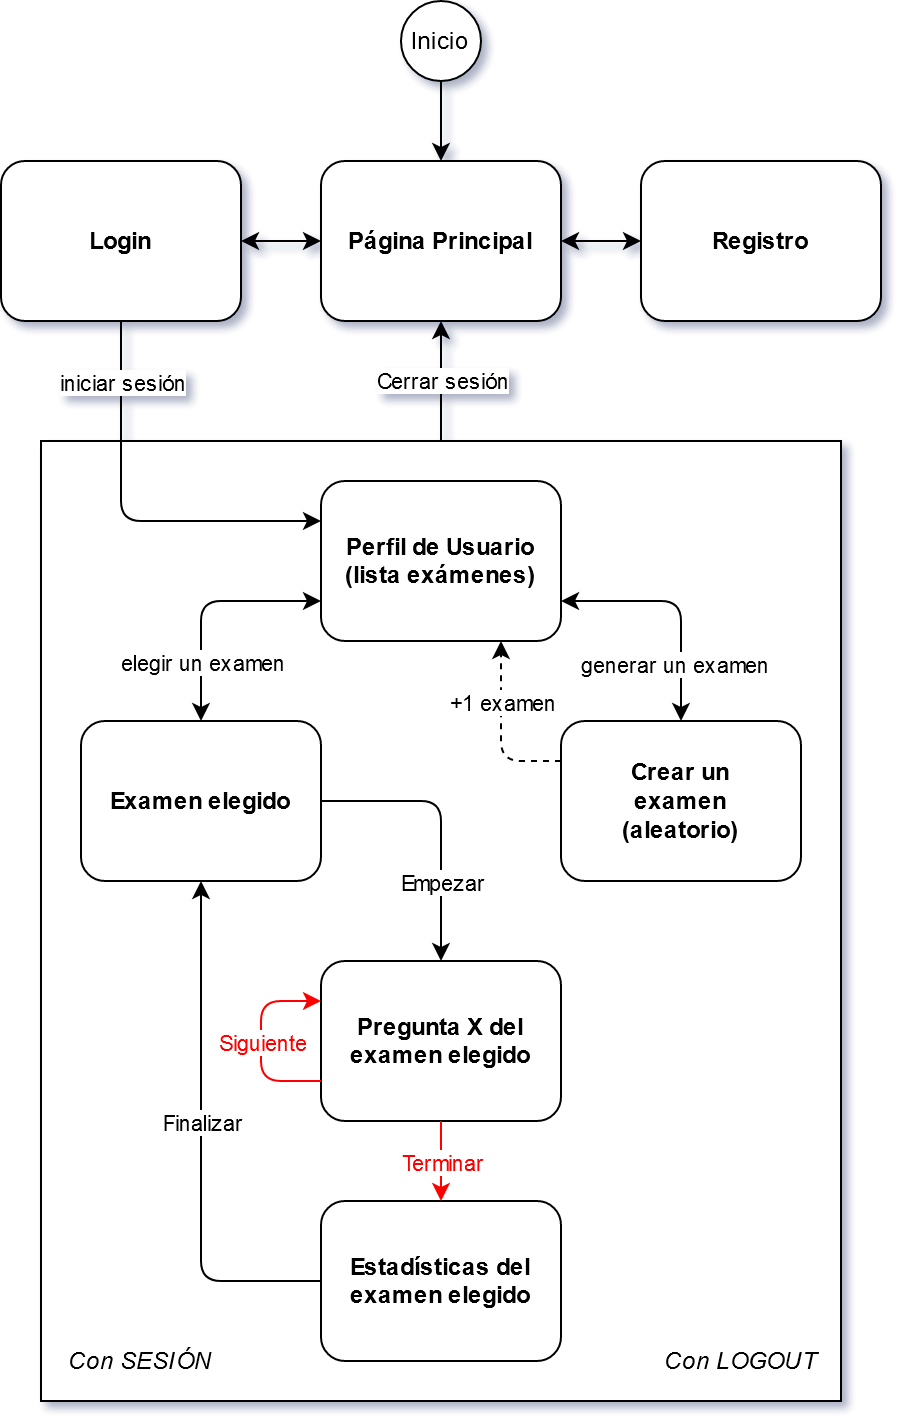 Inicio
Login
Página Principal
Registro
iniciar sesión
Cerrar sesión
Perfil de Usuario
(lista exámenes)
elegir un examen
generar un examen
+1 examen
Examen elegido
Crear un
examen
(aleatorio)
Empezar
Pregunta X del
examen elegido
Siguiente
Finalizar
Terminar
Estadísticas del
examen elegido
Con SESIÓN
Con LOGOUT